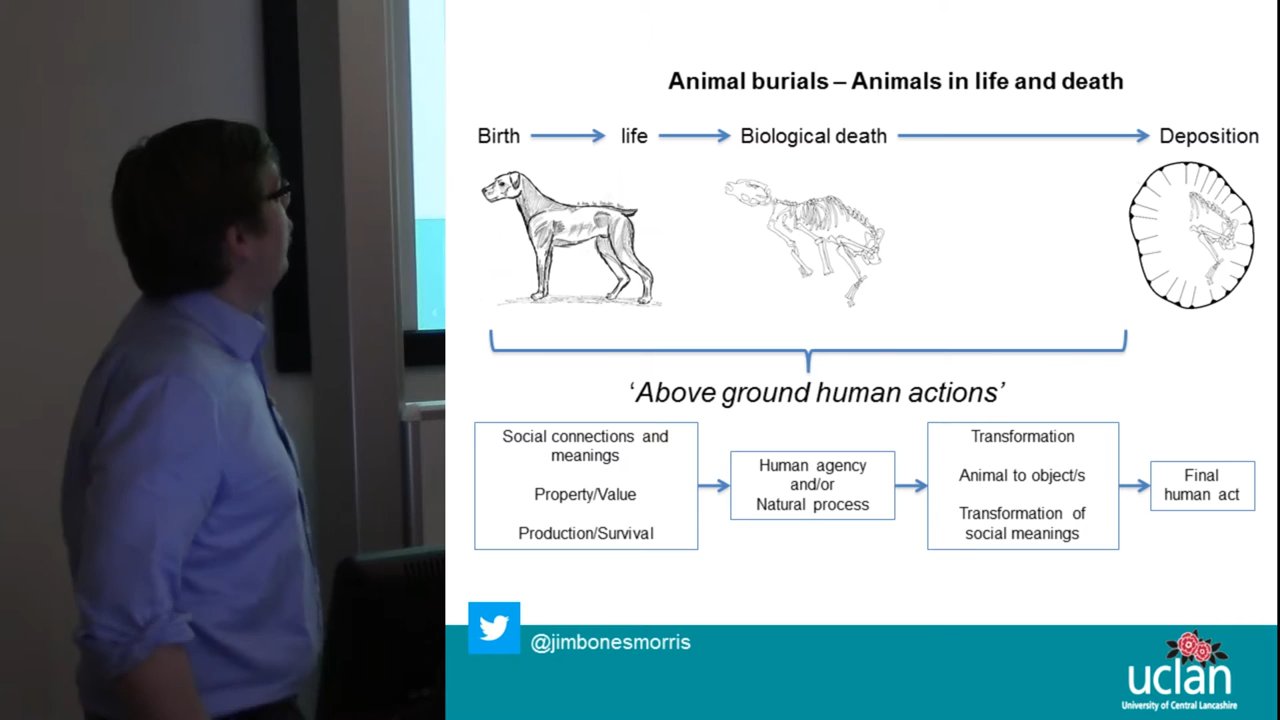 Animal burials – Animals in life and death
Birth
life
Biological death
Deposition
‘Above ground human actions’
Social connections and
meanings
Property/Value
Production/Survival
Human agency
and/or
Natural process
Transformation
Animal to object/s
Transformation of
social meanings
Final
human act
@jimbonesmorris
uclan
University of Central Lancashire